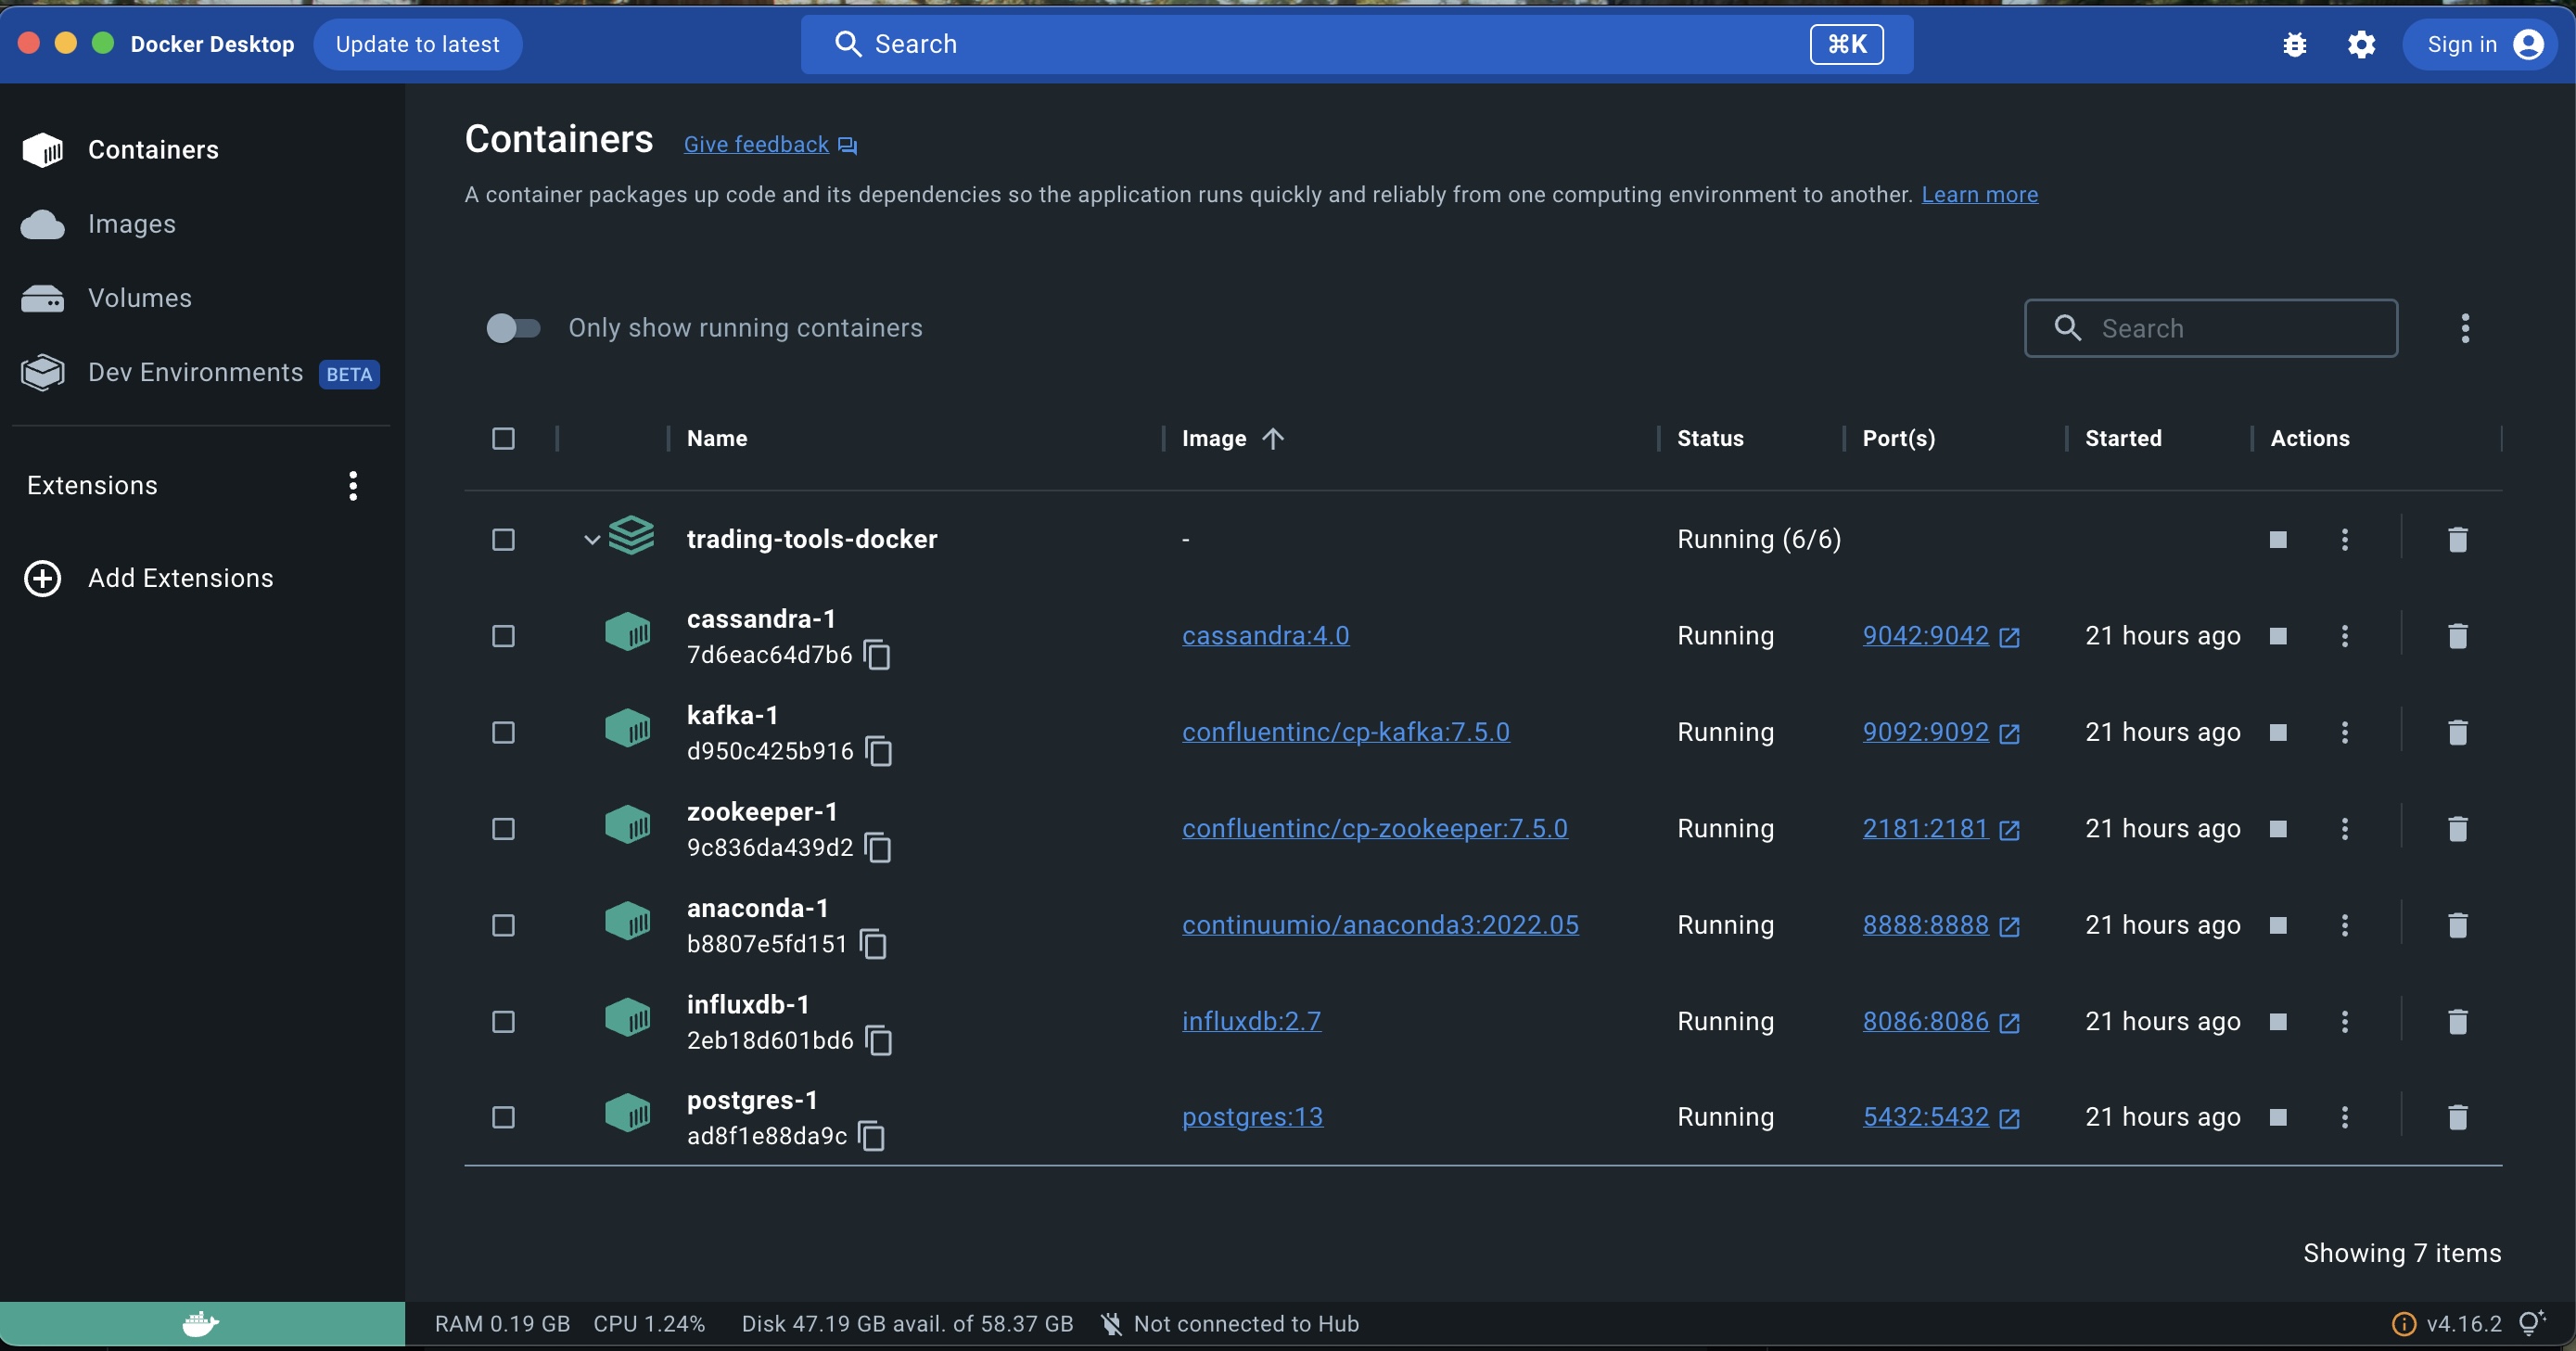 Docker Desktop Update to latest Search ⌘K Sign in
Containers
Images
Volumes
Dev Environments BETA
Extensions
Add Extensions
Containers Give feedback
A container packages up code and its dependencies so the application runs quickly and reliably from one computing environment to another. Learn more
Only show running containers Search
Name Image Status Port(s) Started Actions
trading-tools-docker - Running (6/6)
cassandra-1
7d6eac64d7b6 cassandra:4.0 Running 9042:9042 21 hours ago
kafka-1
d950c425b916 confluentinc/cp-kafka:7.5.0 Running 9092:9092 21 hours ago
zookeeper-1
9c836da439d2 confluentinc/cp-zookeeper:7.5.0 Running 2181:2181 21 hours ago
anaconda-1
b8807e5fd151 continuumio/anaconda3:2022.05 Running 8888:8888 21 hours ago
influxdb-1
2eb18d601bd6 influxdb:2.7 Running 8086:8086 21 hours ago
postgres-1
ad8f1e88da9c postgres:13 Running 5432:5432 21 hours ago
Showing 7 items
RAM 0.19 GB CPU 1.24% Disk 47.19 GB avail. of 58.37 GB Not connected to Hub v4.16.2